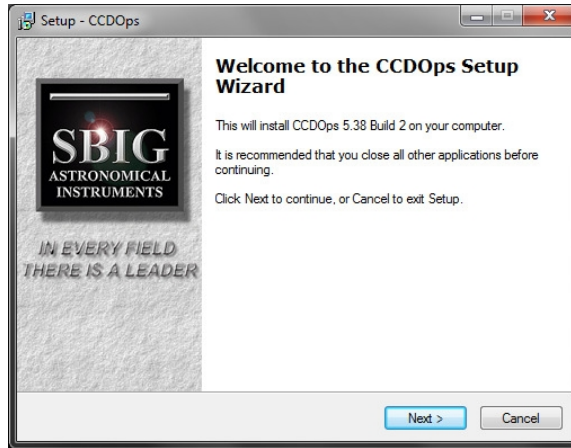 Setup - CCDOps
SBIG
ASTRONOMICAL
INSTRUMENTS
IN EVERY FIELD
THERE IS A LEADER
Welcome to the CCDOps Setup
Wizard
This will install CCDOps 5.38 Build 2 on your computer.
It is recommended that you close all other applications before
continuing.
Click Next to continue, or Cancel to exit Setup.
Next >
Cancel